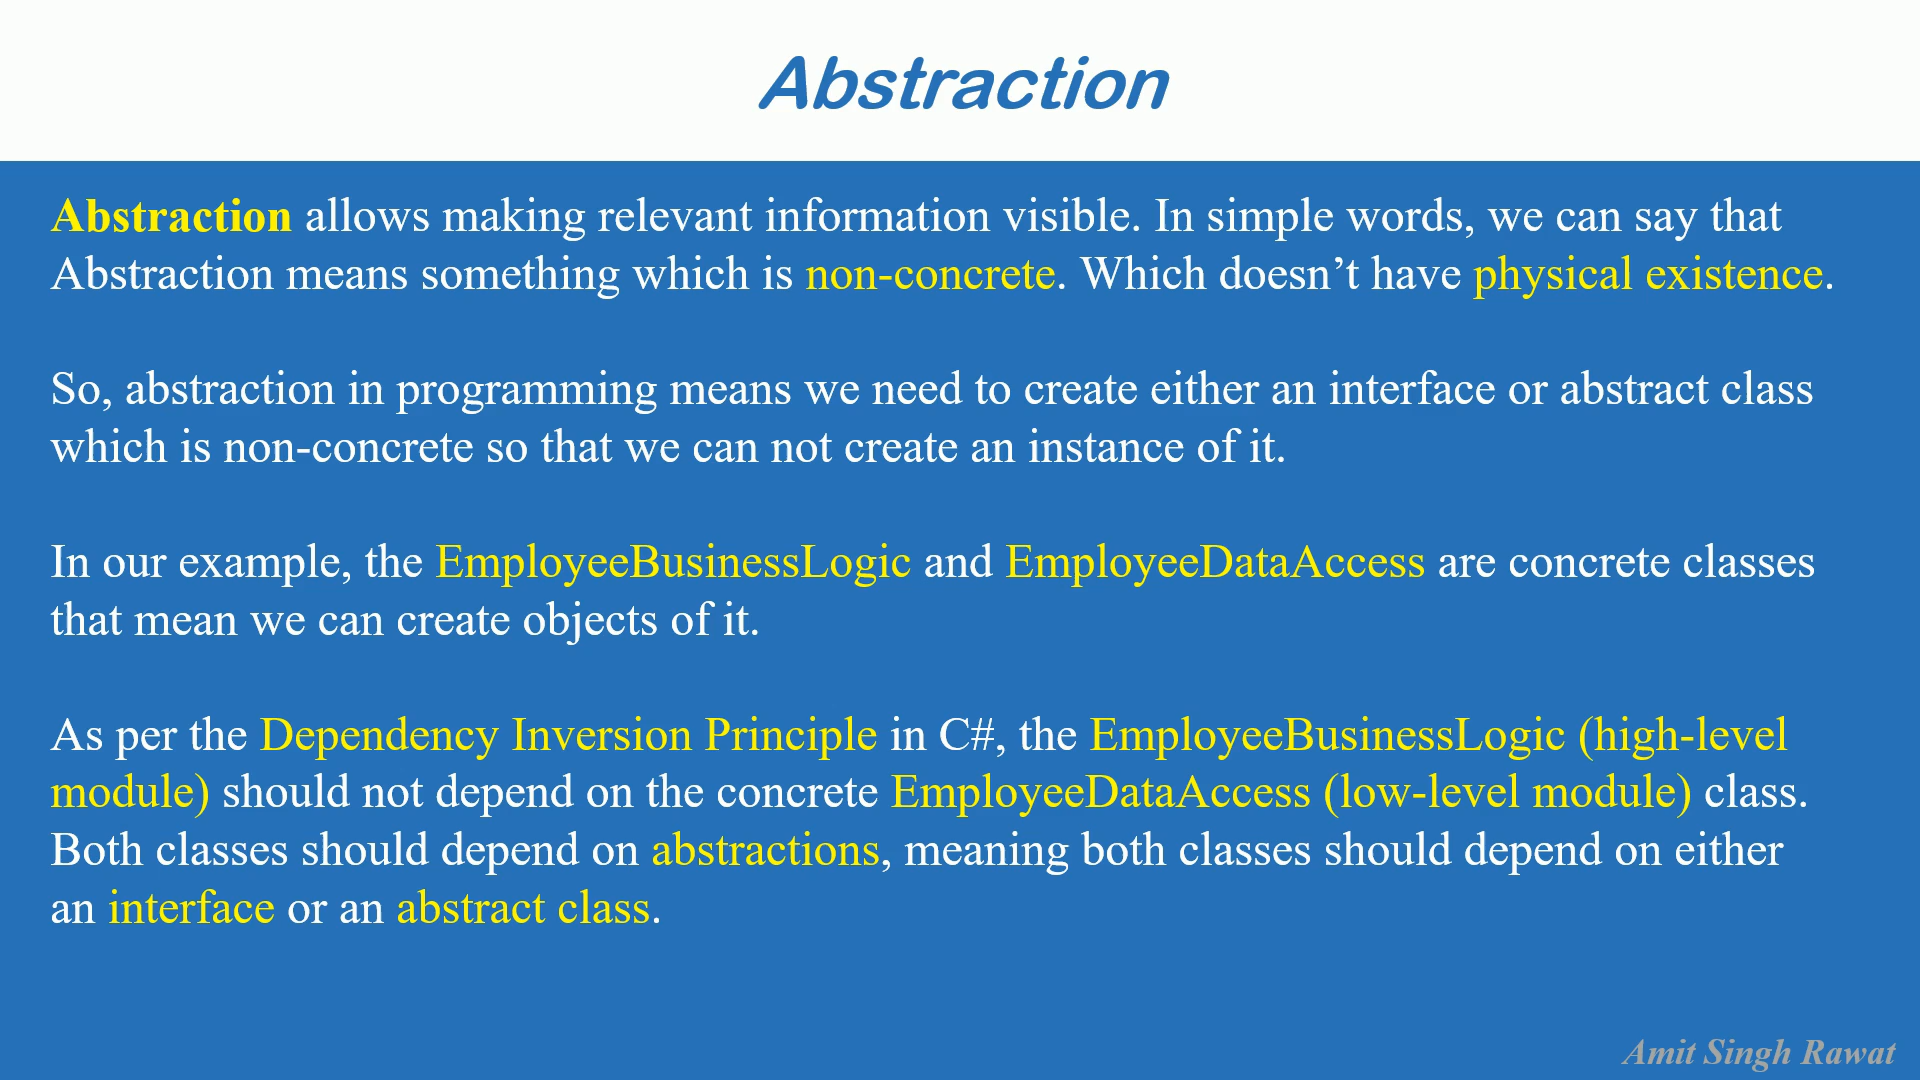 Abstraction
Abstraction allows making relevant information visible. In simple words, we can say that
Abstraction means something which is non-concrete. Which doesn’t have physical existence.
So, abstraction in programming means we need to create either an interface or abstract class
which is non-concrete so that we can not create an instance of it.
In our example, the EmployeeBusinessLogic and EmployeeDataAccess are concrete classes
that mean we can create objects of it.
As per the Dependency Inversion Principle in C#, the EmployeeBusinessLogic (high-level
module) should not depend on the concrete EmployeeDataAccess (low-level module) class.
Both classes should depend on abstractions, meaning both classes should depend on either
an interface or an abstract class.
Amit Singh Rawat